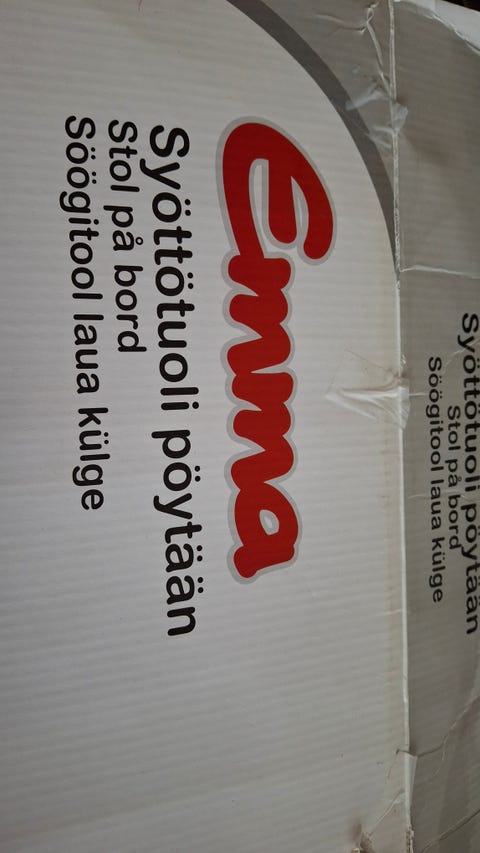 Emma
Syöttötuoli pöytään
Stol på bord
Söögitool laua külge
Syöttötuoli pöytään
Stol på bord
Söögitool laua külge